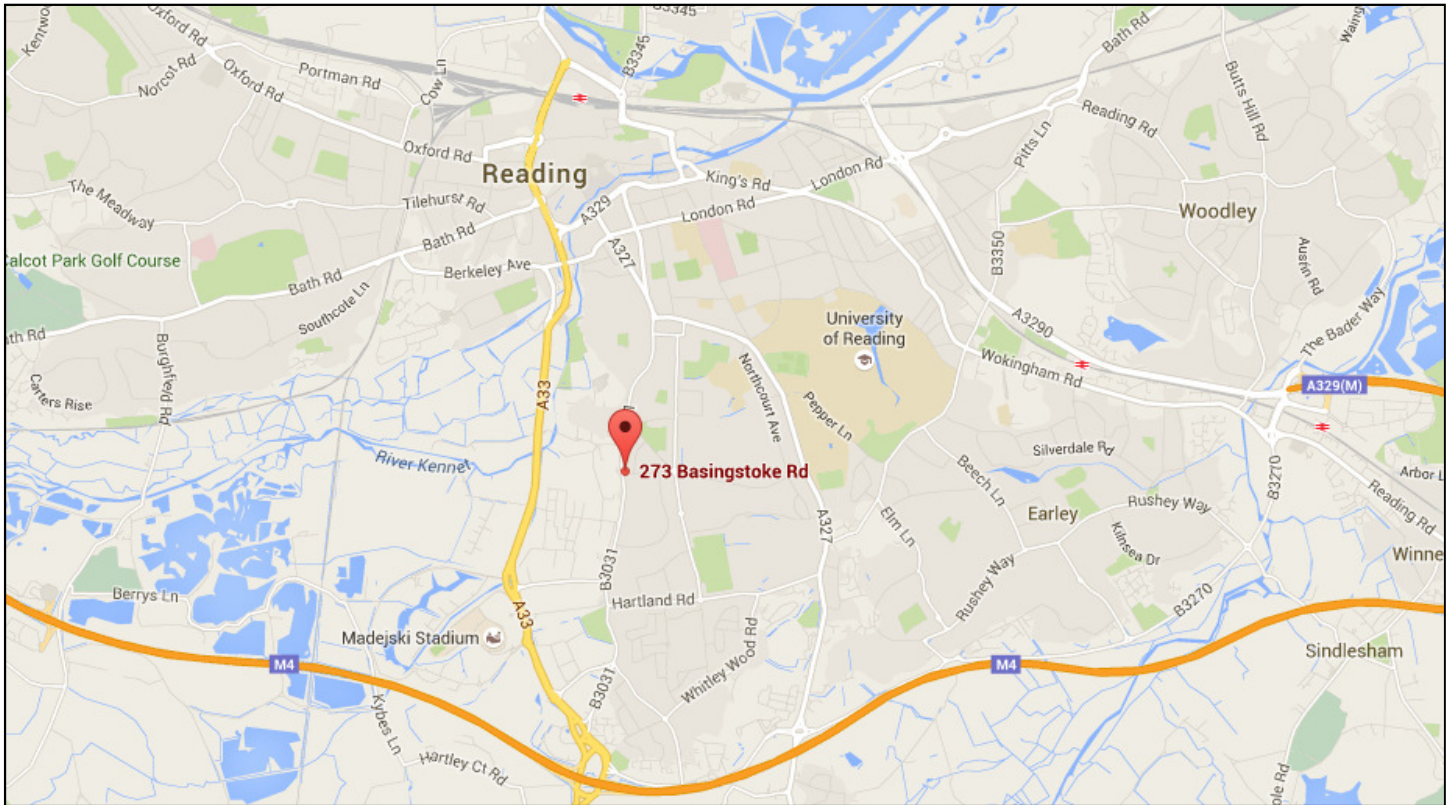 B3345
Oxford Rd
Norcot Rd
Portman Rd
Cow Ln
B3345
Bath Rd
Butts Hill Rd
Oxford Rd
Reading Rd
Pitts Ln
Oxford Rd
Reading
King's Rd
London Rd
The Meadway
Tilehurst Rd
A329
London Rd
Woodley
Bath Rd
A327
B3350
Austin Rd
Calcot Park Golf Course
Berkeley Ave
Bath Rd
Southcote Ln
University
of Reading
A3290
The Bader Way
Burghfield Rd
Wokingham Rd
Northcourt Ave
A329(M)
Carters Rise
A33
Pepper Ln
River Kennet
273 Basingstoke Rd
Silverdale Rd
Beech Ln
B3270
Reading Rd
A327
Elm Ln
Earley
Rushey Way
Kilnsea Dr
Winne
B3031
Berrys Ln
Hartland Rd
A33
Rushey Way
B3270
Madejski Stadium
Whitley Wood Rd
Sindlesham
M4
M4
B3031
Kybes Ln
Hartley Ct Rd